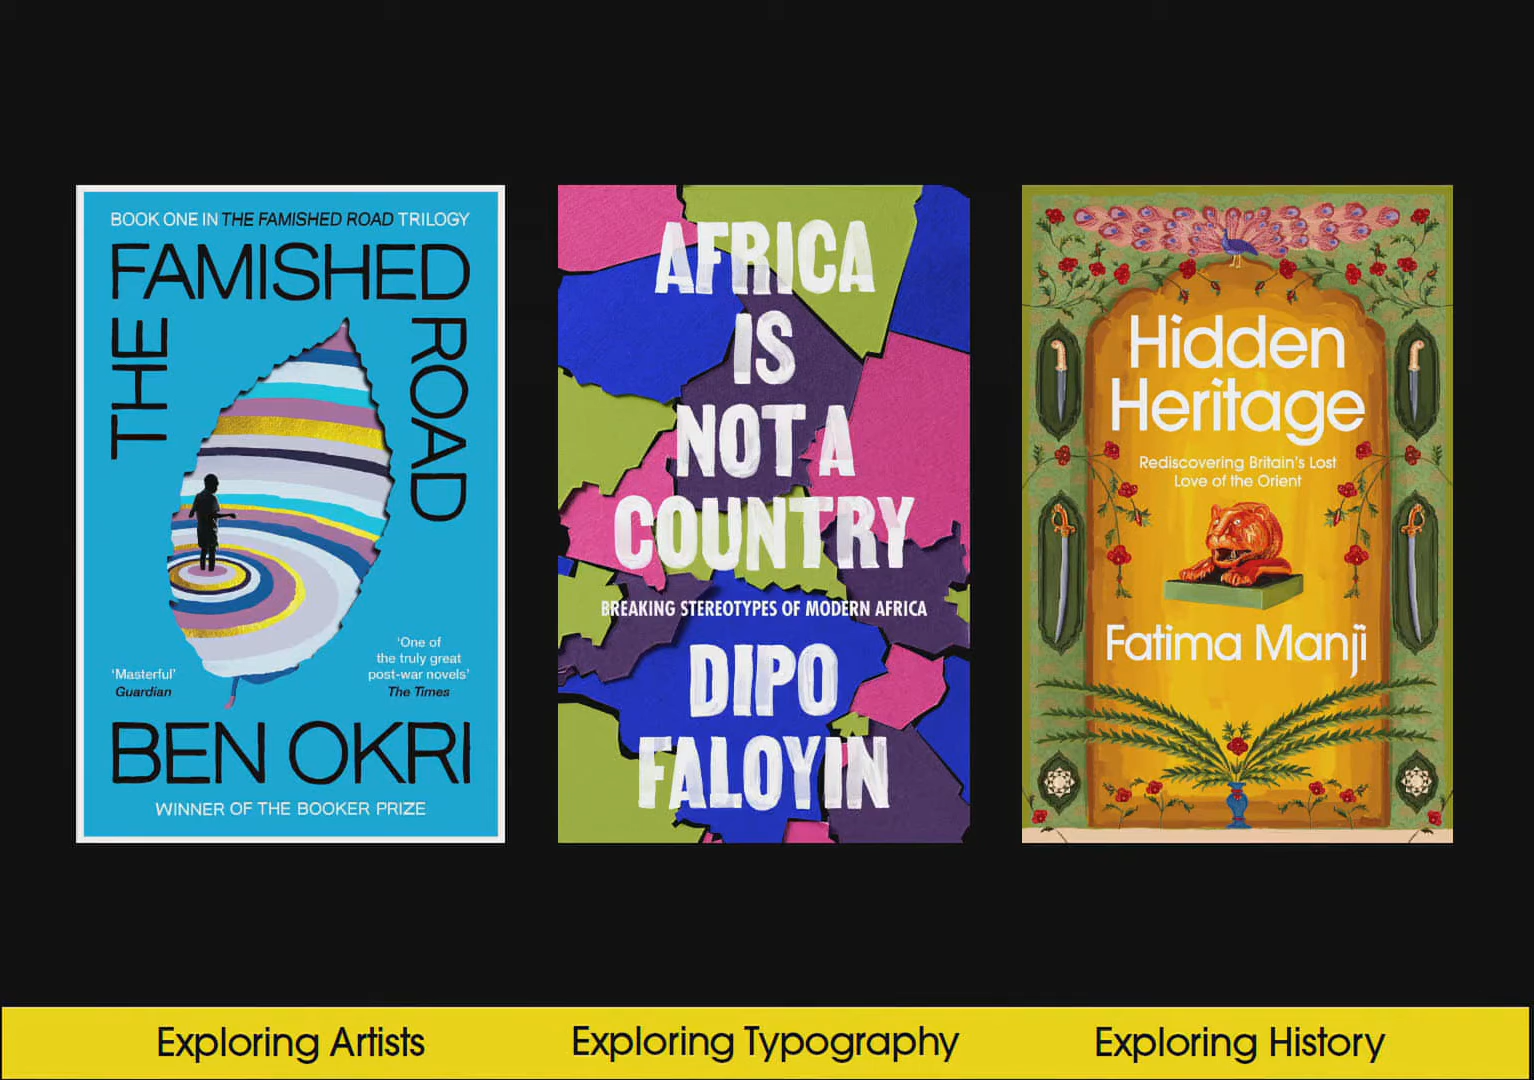 BOOK ONE IN THE FAMISHED ROAD TRILOGY
THE
FAMISHED
ROAD
'Masterful'
Guardian
'One of
the truly great
post-war novels'
The Times
BEN OKRI
WINNER OF THE BOOKER PRIZE
AFRICA
IS
NOT A
COUNTRY
BREAKING STEREOTYPES OF MODERN AFRICA
DIPO
FALOYIN
Hidden
Heritage
Rediscovering Britain's Lost
Love of the Orient
Fatima Manji
Exploring Artists
Exploring Typography
Exploring History